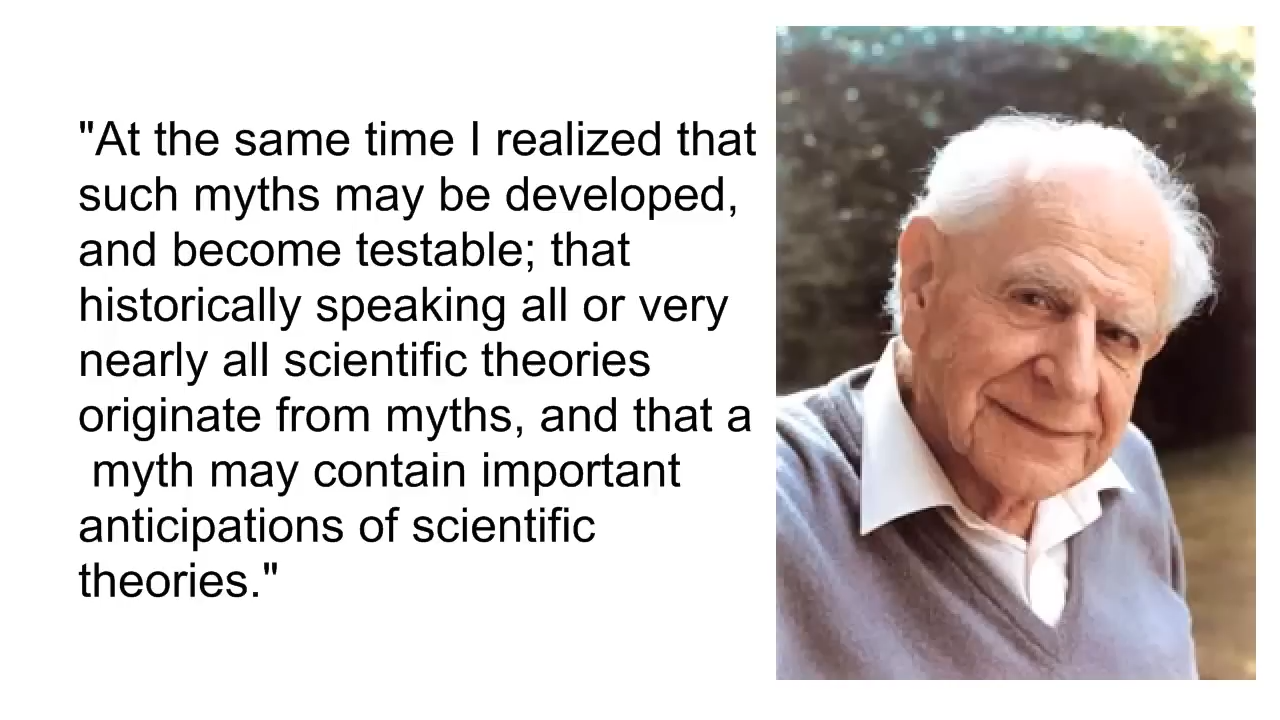 "At the same time I realized that
such myths may be developed,
and become testable; that
historically speaking all or very
nearly all scientific theories
originate from myths, and that a
myth may contain important
anticipations of scientific
theories."